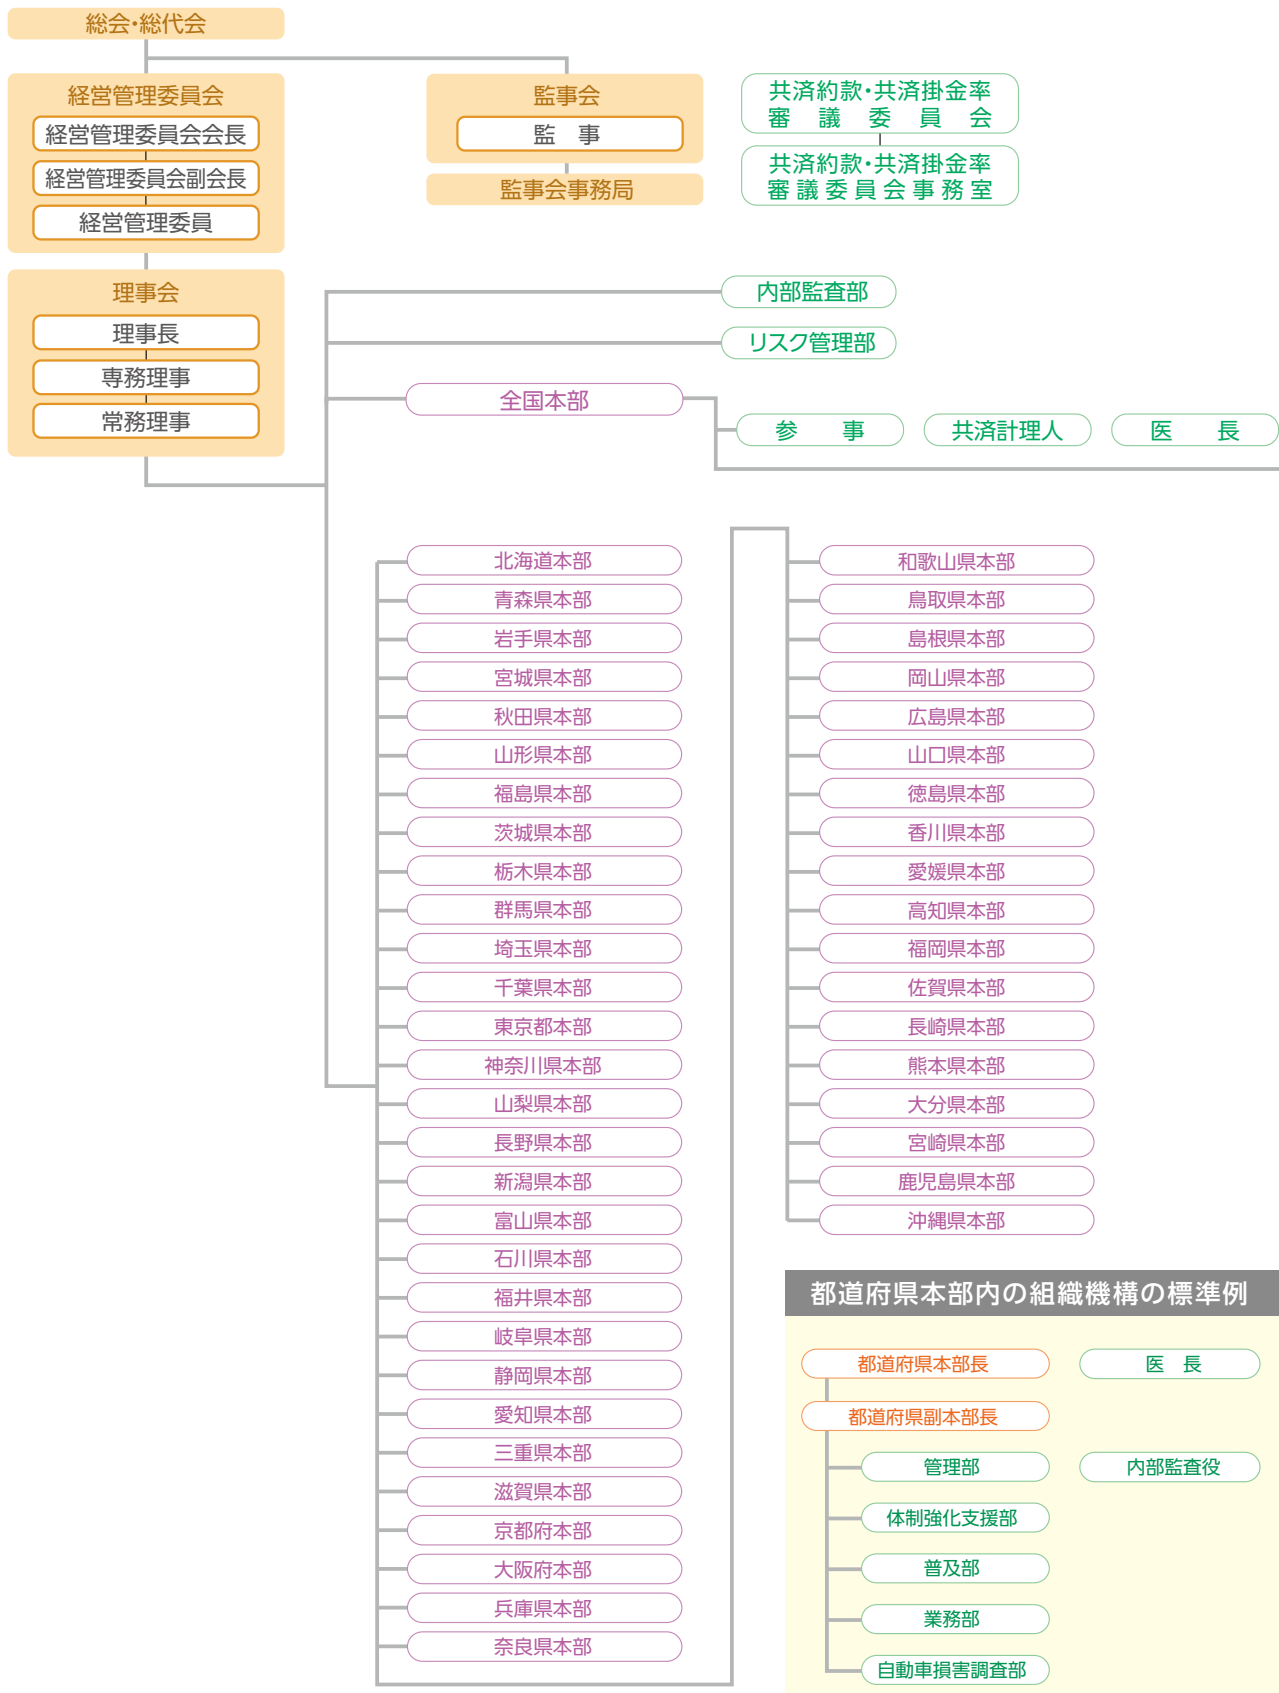 総会・総代会
経営管理委員会
経営管理委員会会長
経営管理委員会副会長
経営管理委員
監事会
監　事
監事会事務局
共済約款・共済掛金率
審議委員会
共済約款・共済掛金率
審議委員会事務室
理事会
理事長
専務理事
常務理事
内部監査部
リスク管理部
全国本部
参　事
共済計理人
医　長
北海道本部
青森県本部
岩手県本部
宮城県本部
秋田県本部
山形県本部
福島県本部
茨城県本部
栃木県本部
群馬県本部
埼玉県本部
千葉県本部
東京都本部
神奈川県本部
山梨県本部
長野県本部
新潟県本部
富山県本部
石川県本部
福井県本部
岐阜県本部
静岡県本部
愛知県本部
三重県本部
滋賀県本部
京都府本部
大阪府本部
兵庫県本部
奈良県本部
和歌山県本部
鳥取県本部
島根県本部
岡山県本部
広島県本部
山口県本部
徳島県本部
香川県本部
愛媛県本部
高知県本部
福岡県本部
佐賀県本部
長崎県本部
熊本県本部
大分県本部
宮崎県本部
鹿児島県本部
沖縄県本部
都道府県本部内の組織機構の標準例
都道府県本部長
医　長
都道府県副本部長
管理部
内部監査役
体制強化支援部
普及部
業務部
自動車損害調査部